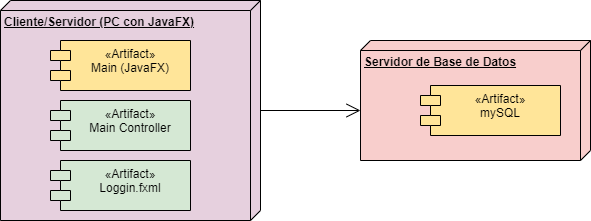 Cliente/Servidor (PC con JavaFX)
«Artifact»
Main (JavaFX)
«Artifact»
Main Controller
«Artifact»
Loggin.fxml
Servidor de Base de Datos
«Artifact»
mySQL